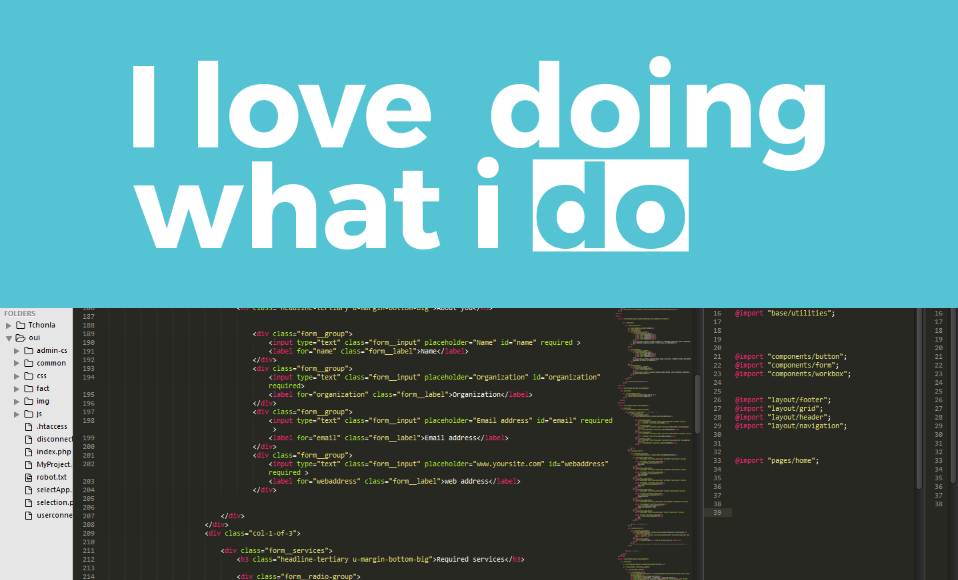 I love doing
what i do
FOLDERS
Tchonla
oui
admin-cs
common
css
fact
img
js
.htaccess
disconnect
index.php
MyProject.
robot.txt
selectApp.
selection.p
userconne
187
188
189 <div class="form__group">
190 <input type="text" class="form__input" placeholder="Name" id="name" required >
191 <label for="name" class="form__label">Name</label>
192 </div>
193 <div class="form__group">
194 <input type="text" class="form__input" placeholder="Organization" id="organization"
required>
195 <label for="organization" class="form__label">Organization</label>
196 </div>
197 <div class="form__group">
198 <input type="text" class="form__input" placeholder="Email address" id="email" required
>
199 <label for="email" class="form__label">Email address</label>
200 </div>
201 <div class="form__group">
202 <input type="text" class="form__input" placeholder="www.yoursite.com" id="webaddress"
required >
203 <label for="webaddress" class="form__label">web address</label>
204 </div>
205
206
207 </div>
208 </div>
209 <div class="col-1-of-3">
210
211 <div class="form__services">
212 <h3 class="headline-tertiary u-margin-bottom-big">Required services</h3>
213
214 <div class="form__radio-group">
16 @import "base/utilities";
17
18
19
20
21 @import "components/button";
22 @import "components/form";
23 @import "components/workbox";
24
25
26 @import "layout/footer";
27 @import "layout/grid";
28 @import "layout/header";
29 @import "layout/navigation";
30
31
32
33 @import "pages/home";
34
35
36
37
38
39
16
17
18
19
20
21
22
23
24
25
26
27
28
29
30
31
32
33
34
35
36
37
38